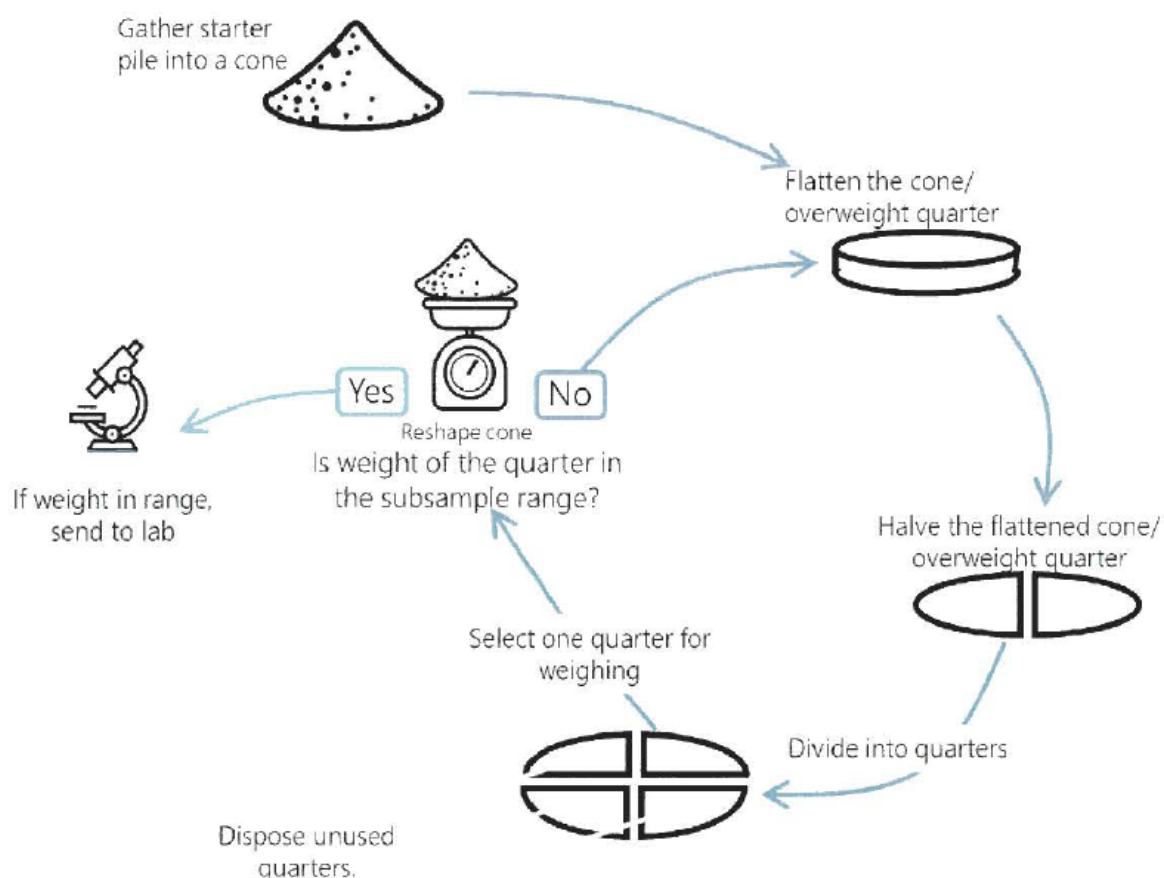 Gather starter
pile into a cone
Flatten the cone/
overweight quarter
Yes
No
Reshape cone
Is weight of the quarter in
the subsample range?
If weight in range,
send to lab
Halve the flattened cone/
overweight quarter
Select one quarter for
weighing
Divide into quarters
Dispose unused
quarters.